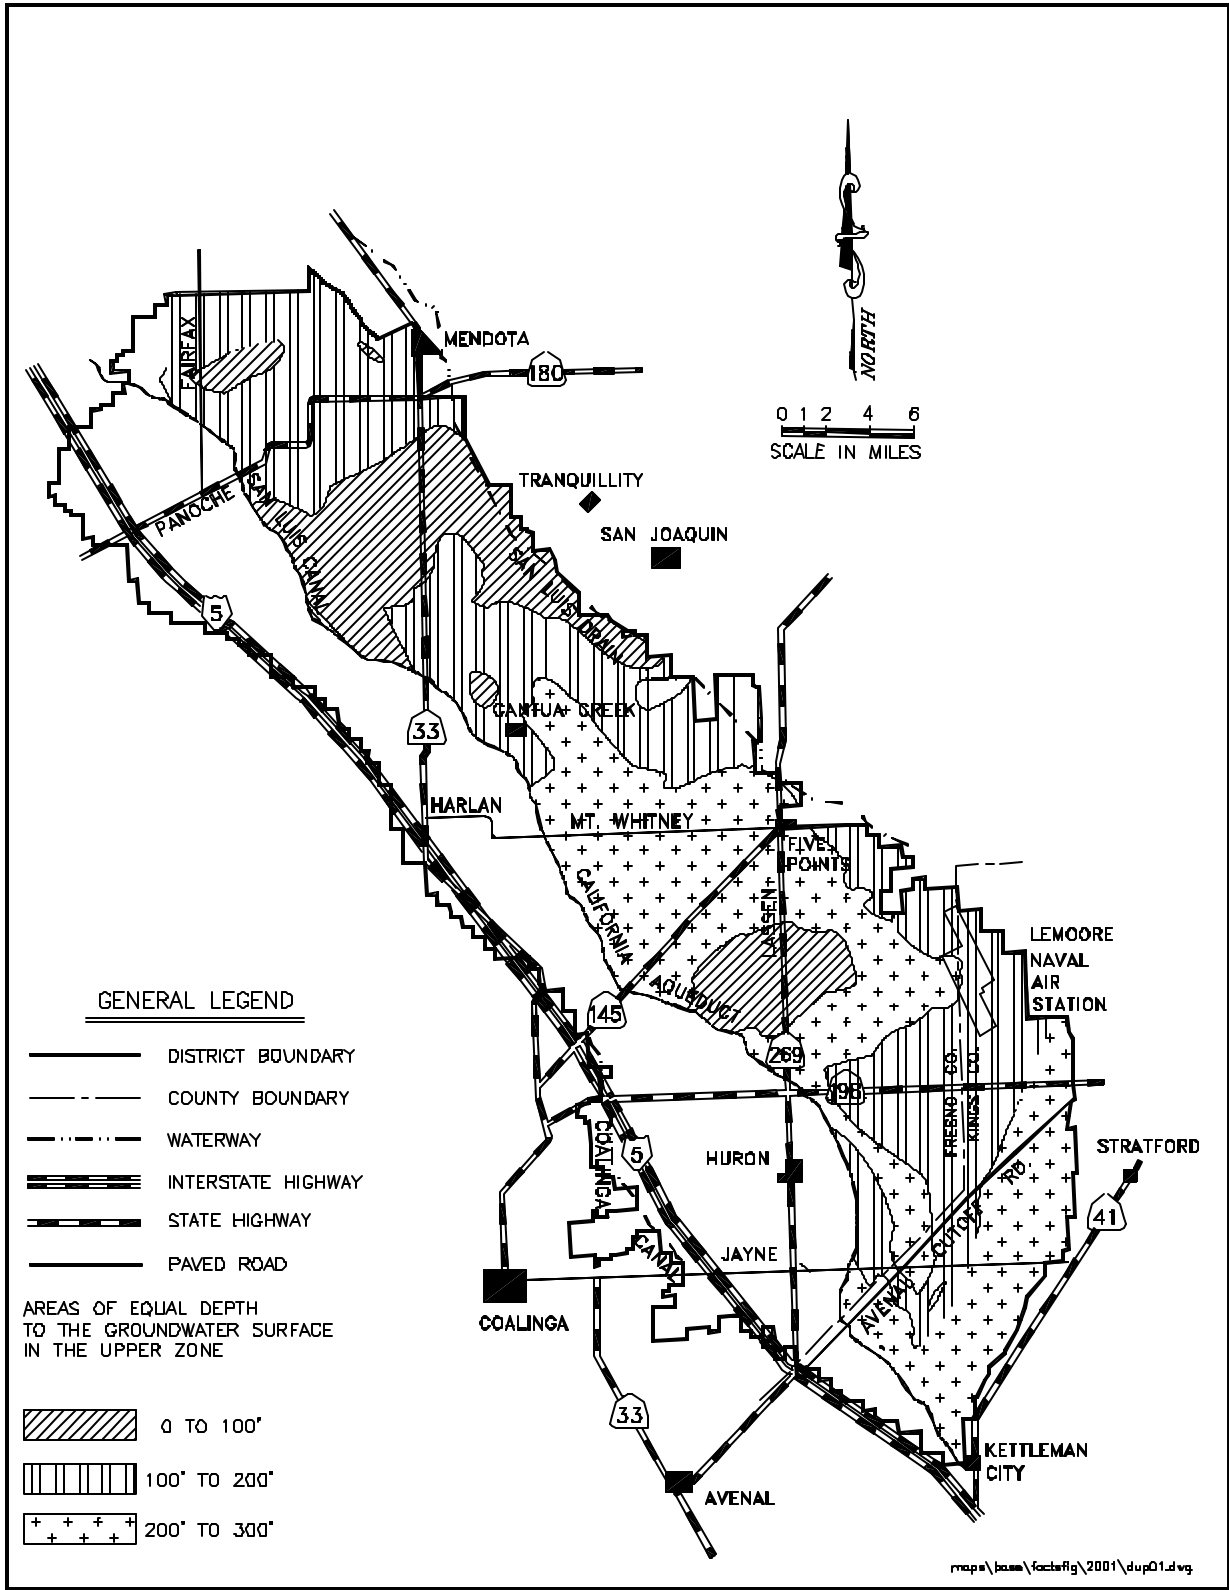 NORTH
FAIRFAX
MENDOTA
180
0 1 2 4 6
SCALE IN MILES
TRANQUILLITY
PANOCHE
SAN LUIS CANAL
SAN JOAQUIN
SAN LUIS DRAIN
5
CANTUA CREEK
33
HARLAN
MT. WHITNEY
FIVE
POINTS
CALIFORNIA
LASSEN
LEMOORE
NAVAL
AIR
STATION
AQUEDUCT
GENERAL LEGEND
145
269
DISTRICT BOUNDARY
FRESNO CO.
KINGS CO.
COUNTY BOUNDARY
198
WATERWAY
COALINGA
5
HURON
STRATFORD
INTERSTATE HIGHWAY
RD.
STATE HIGHWAY
41
CUTOFF
CANAL
JAYNE
PAVED ROAD
AVENAL
COALINGA
AREAS OF EQUAL DEPTH
TO THE GROUNDWATER SURFACE
IN THE UPPER ZONE
33
0 TO 100'
KETTLEMAN
CITY
100' TO 200'
AVENAL
200' TO 300'
maps\base\factsfig\2001\dup01.dwg